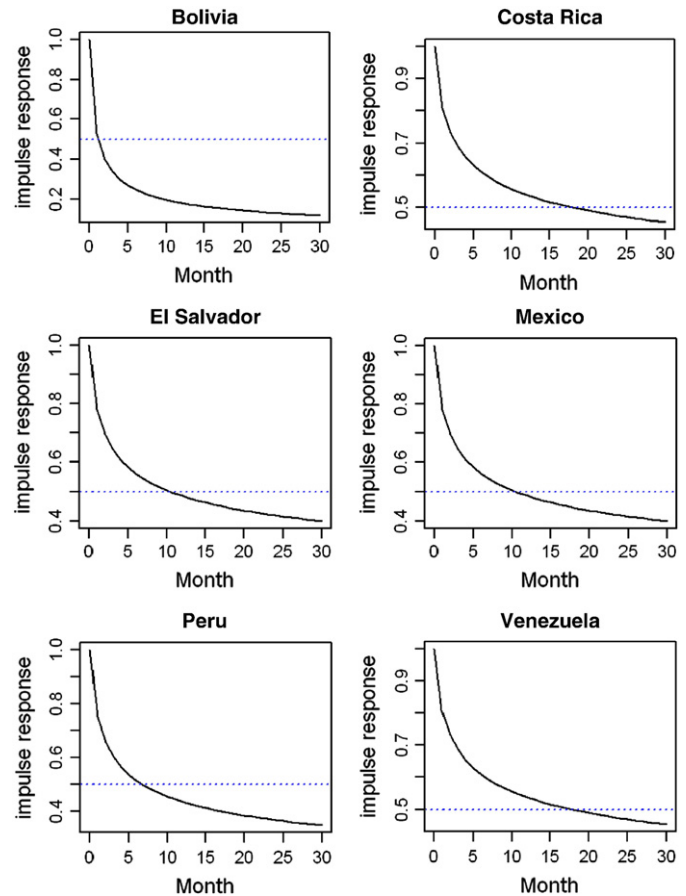 Bolivia
impulse response
1.0
0.8
0.6
0.4
0.2
0 5 10 15 20 25 30
Month
Costa Rica
impulse response
0.9
0.7
0.5
0 5 10 15 20 25 30
Month
El Salvador
impulse response
1.0
0.8
0.6
0.4
0 5 10 15 20 25 30
Month
Mexico
impulse response
1.0
0.8
0.6
0.4
0 5 10 15 20 25 30
Month
Peru
impulse response
1.0
0.8
0.6
0.4
0 5 10 15 20 25 30
Month
Venezuela
impulse response
0.9
0.7
0.5
0 5 10 15 20 25 30
Month